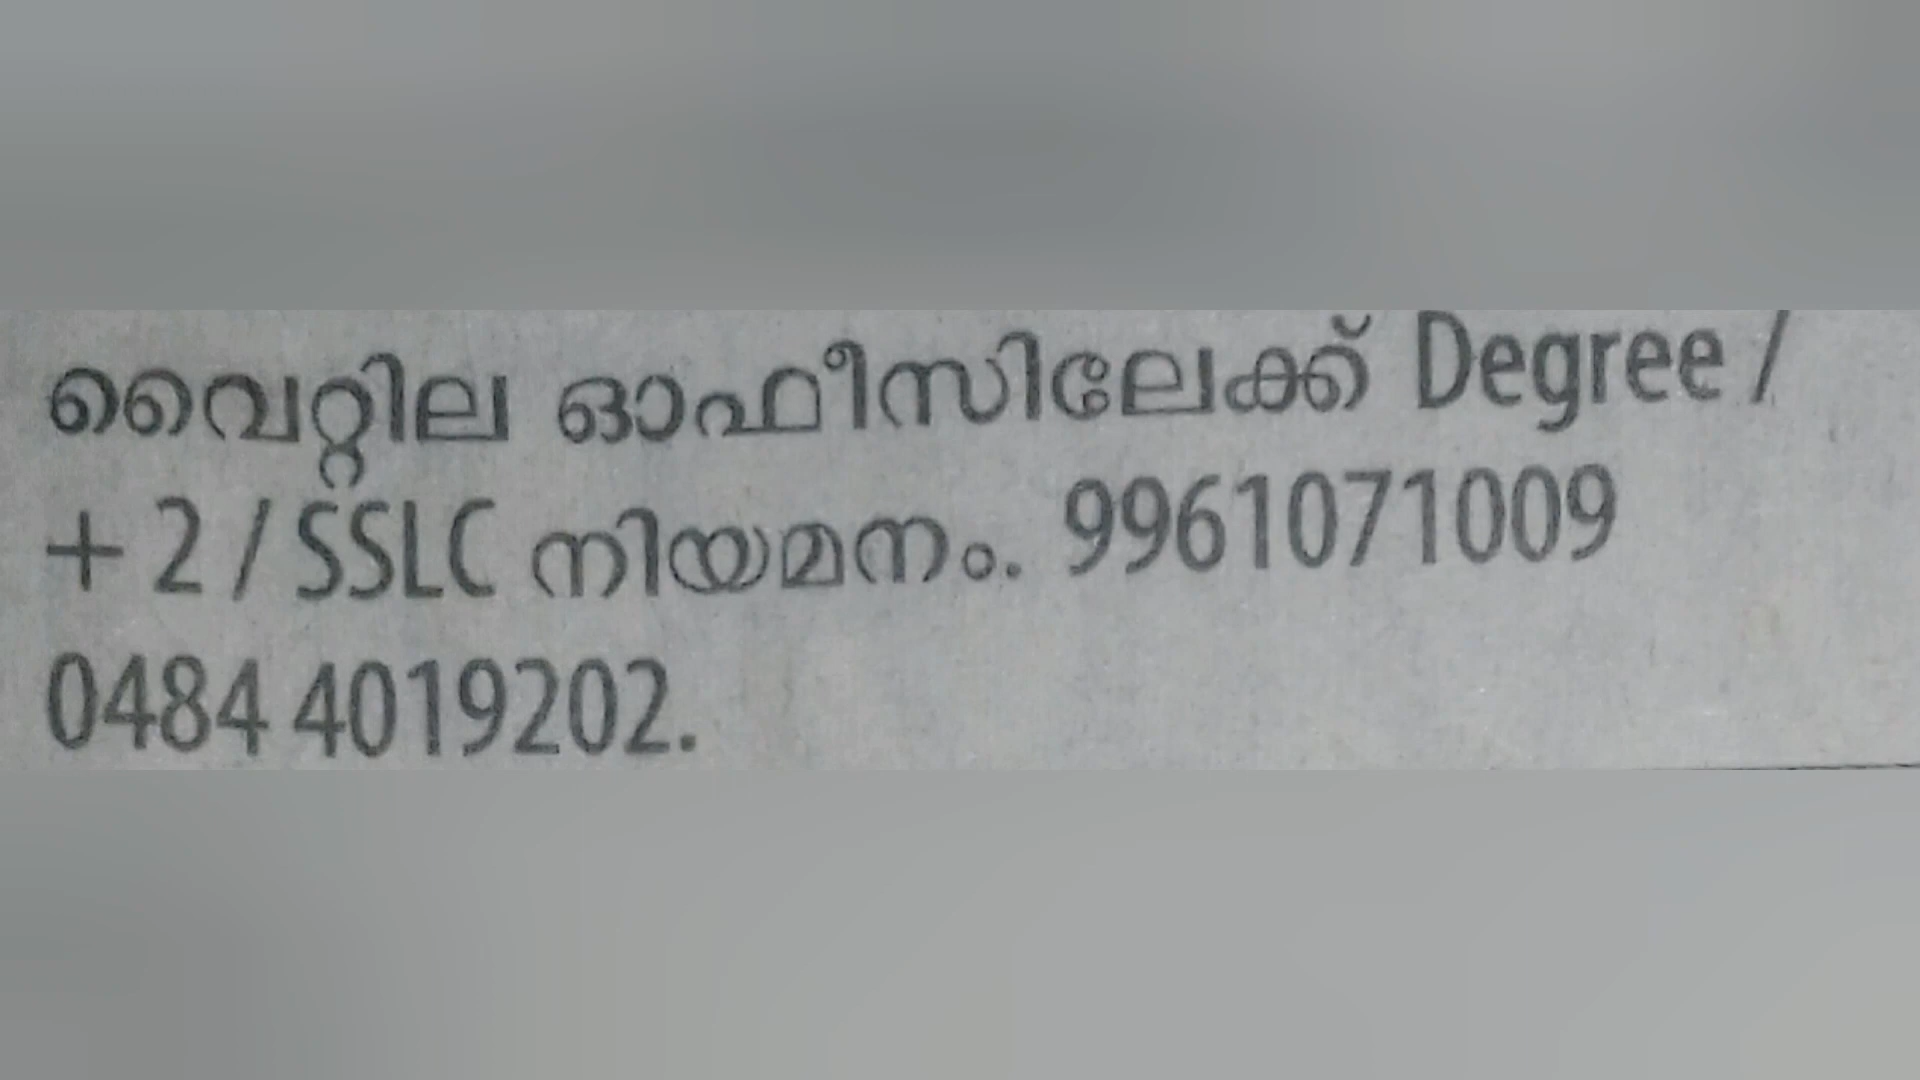 വൈറ്റില ഓഫീസിലേക്ക് Degree /
+ 2 / SSLC നിയമനം. 9961071009
0484 4019202.